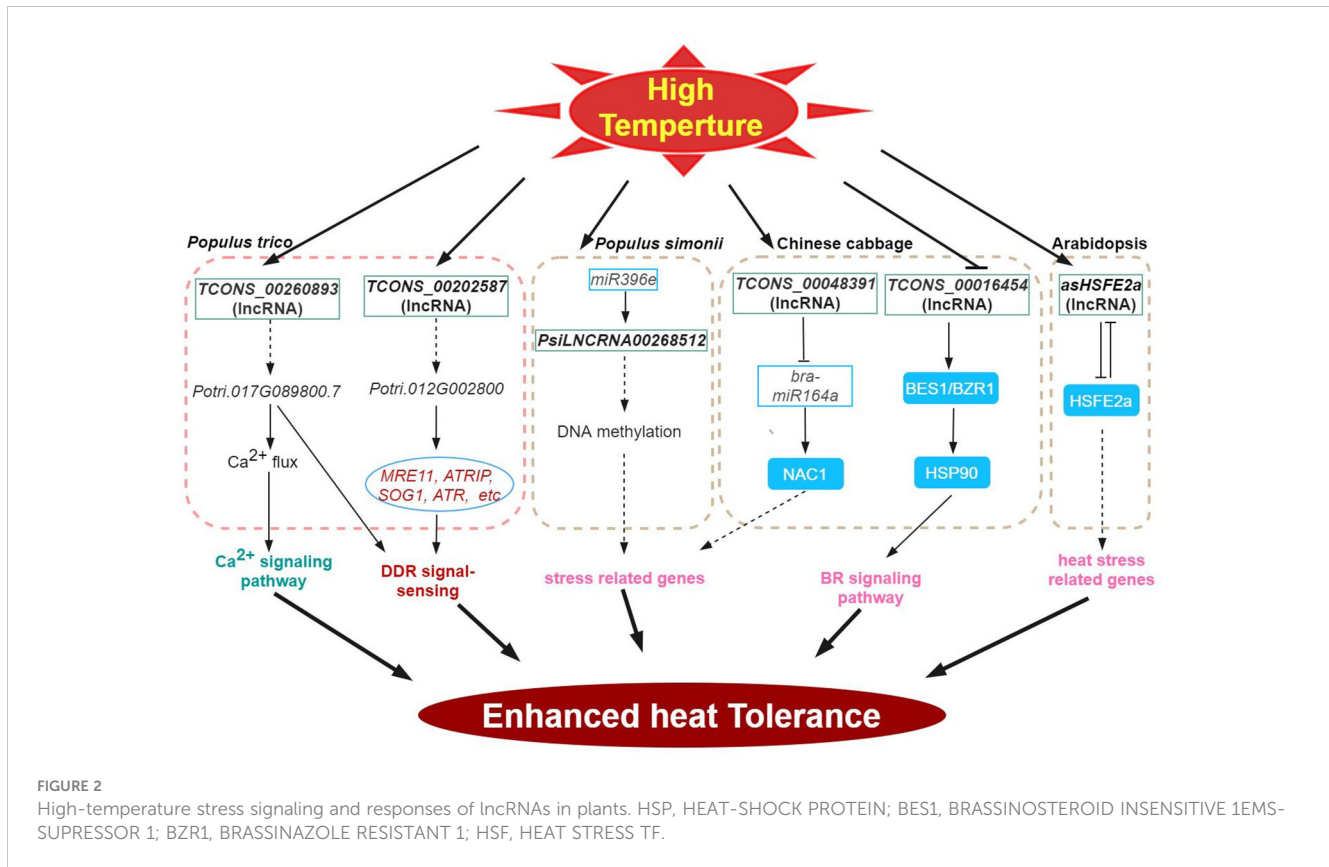 High
Temperture
Populus trico
Populus simonii
Chinese cabbage
Arabidopsis
TCONS_00260893
(lncRNA)
Potri.017G089800.7
Ca2+ flux
Ca2+ signaling
pathway
TCONS_00202587
(lncRNA)
Potri.012G002800
MRE11, ATRIP,
SOG1, ATR, etc
DDR signal-
sensing
miR396e
PsiLNCRNA00268512
DNA methylation
stress related genes
TCONS_00048391
(lncRNA)
bra-
miR164a
NAC1
TCONS_00016454
(lncRNA)
BES1/BZR1
HSP90
BR signaling
pathway
asHSFE2a
(lncRNA)
HSFE2a
heat stress
related genes
Enhanced heat Tolerance
FIGURE 2
High-temperature stress signaling and responses of lncRNAs in plants. HSP, HEAT-SHOCK PROTEIN; BES1, BRASSINOSTEROID INSENSITIVE 1EMS-
SUPRESSOR 1; BZR1, BRASSINAZOLE RESISTANT 1; HSF, HEAT STRESS TF.